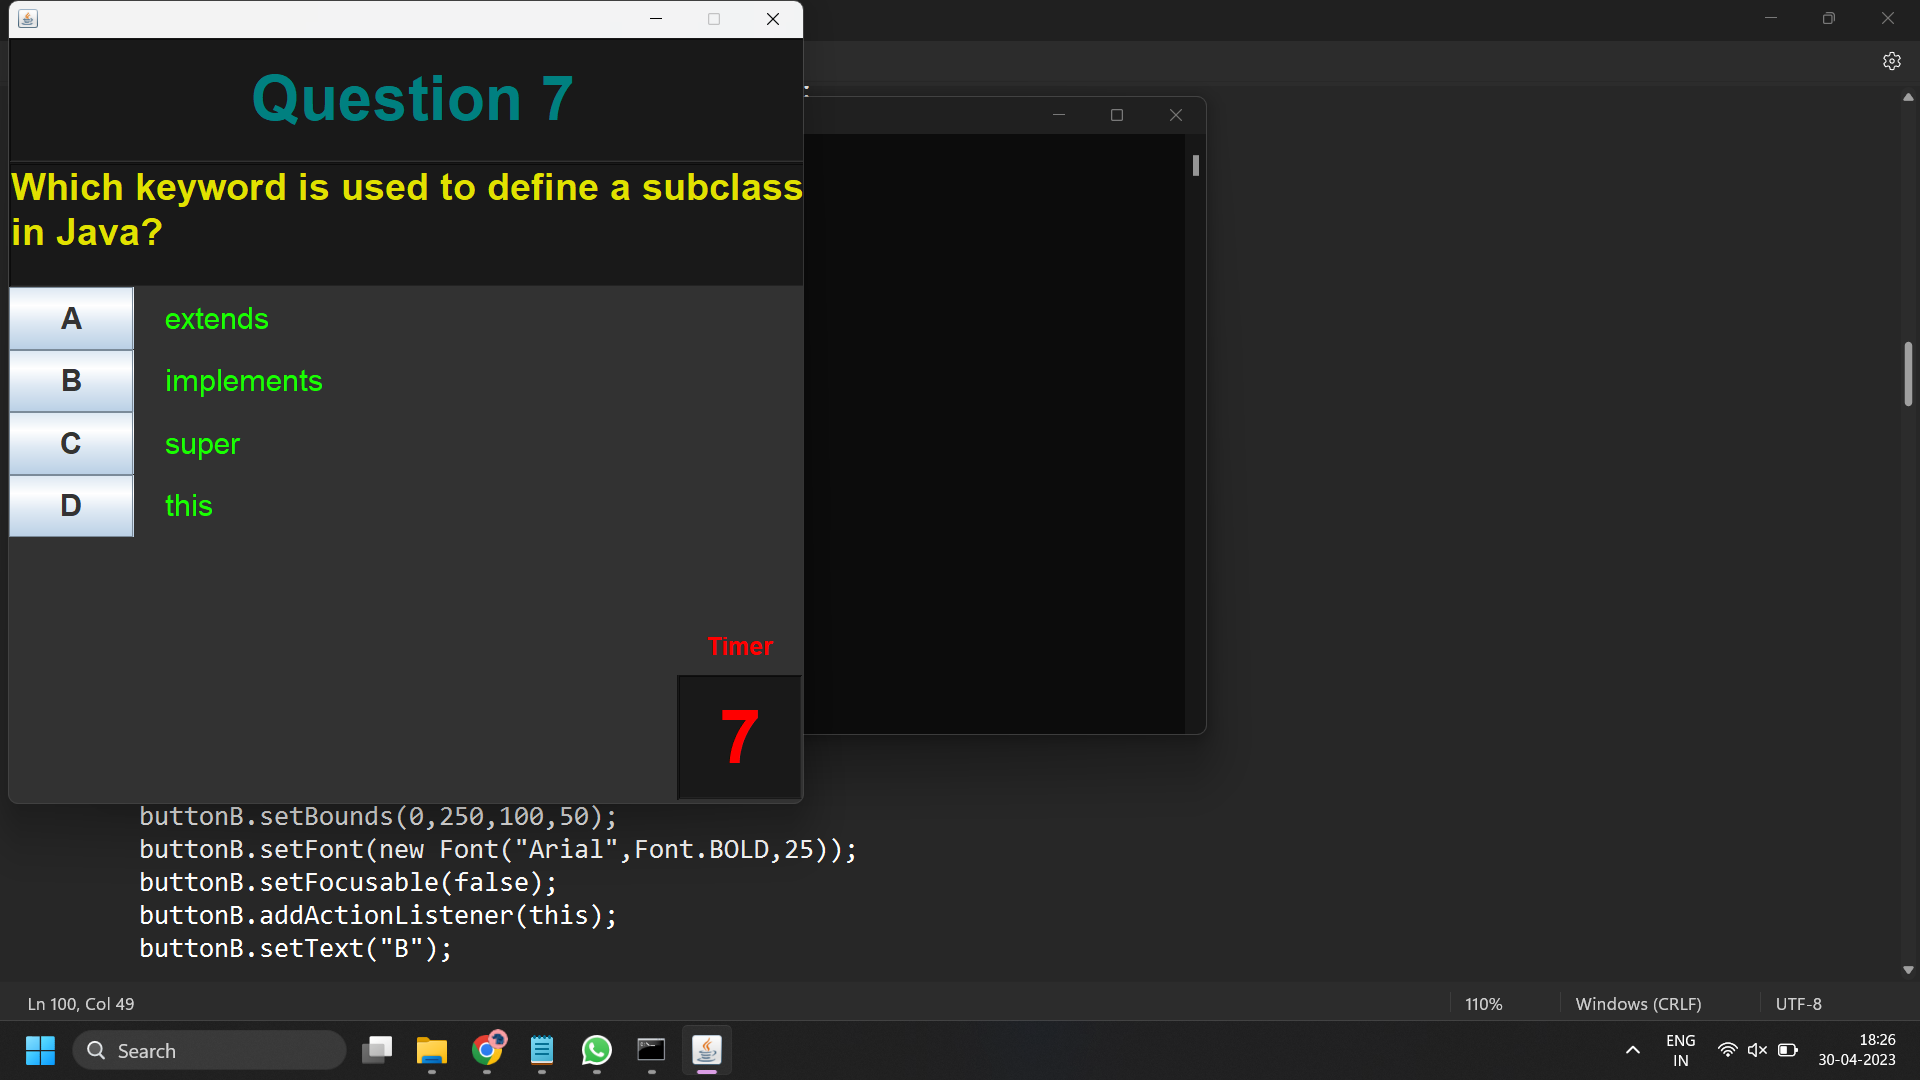 Question 7
Which keyword is used to define a subclass
in Java?
A extends
B implements
C super
D this
Timer
7
buttonB.setBounds(0,250,100,50);
buttonB.setFont(new Font("Arial",Font.BOLD,25));
buttonB.setFocusable(false);
buttonB.addActionListener(this);
buttonB.setText("B");
Ln 100, Col 49
110%
Windows (CRLF)
UTF-8
Search
ENG
IN
18:26
30-04-2023